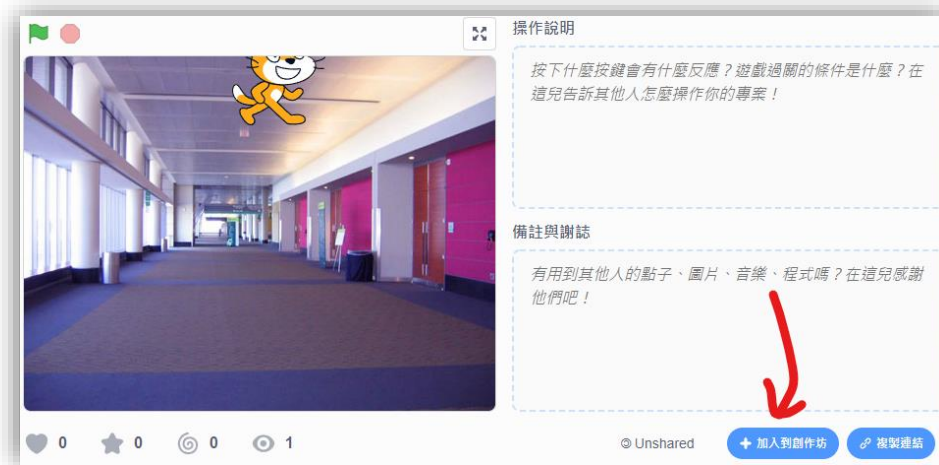 操作說明
按下什麼按鍵會有什麼反應？遊戲過關的條件是什麼？在
這兒告訴其他人怎麼操作你的專案！
備註與謝誌
有用到其他人的點子、圖片、音樂、程式嗎？在這兒感謝
他們吧！
0 0 0 1
Unshared
+ 加入到創作坊
複製連結